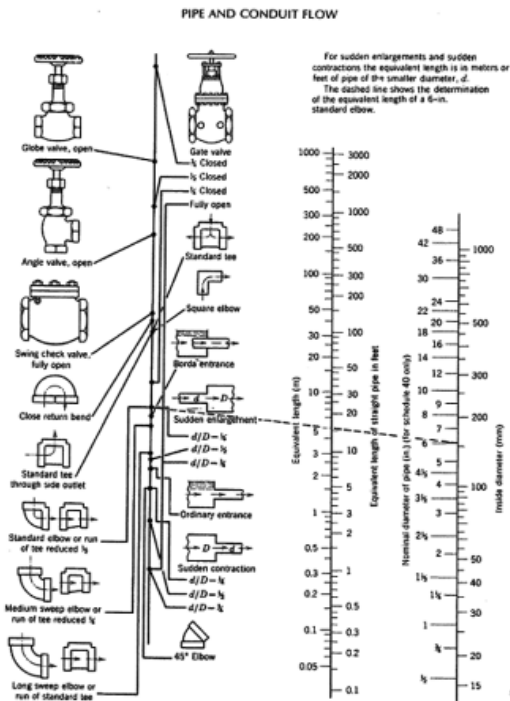 PIPE AND CONDUIT FLOW
For sudden enlargements and sudden
contractions the equivalent length is in meters or
feet of pipe of the smaller diameter, d.
The dashed line shows the determination
of the equivalent length of a 6-in.
standard elbow.
Globe valve, open
Angle valve, open
Swing check valve,
fully open
Close return bend
Standard tee
through side outlet
Standard elbow or run
of tee reduced ½
Medium sweep elbow or
run of tee reduced ¼
Long sweep elbow or
run of standard tee
Gate valve
¾ Closed
½ Closed
¼ Closed
Fully open
Standard tee
Square elbow
Borda entrance
d
D
Sudden enlargement
d/D–¼
d/D–½
d/D–¾
Ordinary entrance
D
d
Sudden contraction
d/D–¼
d/D–½
d/D–¾
45° Elbow
Equivalent length (m)
1000
500
300
200
100
50
30
20
10
5
3
2
1
0.5
0.3
0.2
0.1
0.05
Equivalent length of straight pipe in feet
3000
2000
1000
500
300
200
100
50
30
20
10
5
3
2
1
0.5
0.3
0.2
0.1
Nominal diameter of pipe (in.) (for schedule 40 only)
48
42
36
30
22
20
18
16
14
12
10
9
8
7
6
4½
3½
2½
2
1½
1¼
1
¾
½
Inside diameter (mm)
1000
500
300
200
100
50
40
30
20
15